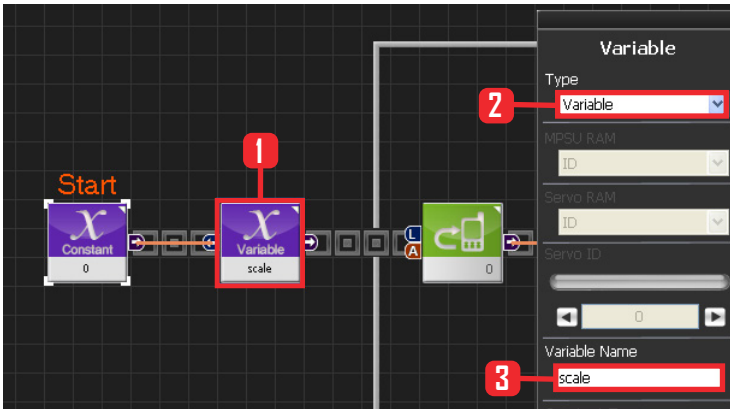 Start
Constant
0
1
Variable
scale
L
A
0
Variable
Type
2
Variable
MPSU RAM
ID
Servo RAM
ID
Servo ID
0
Variable Name
3
scale